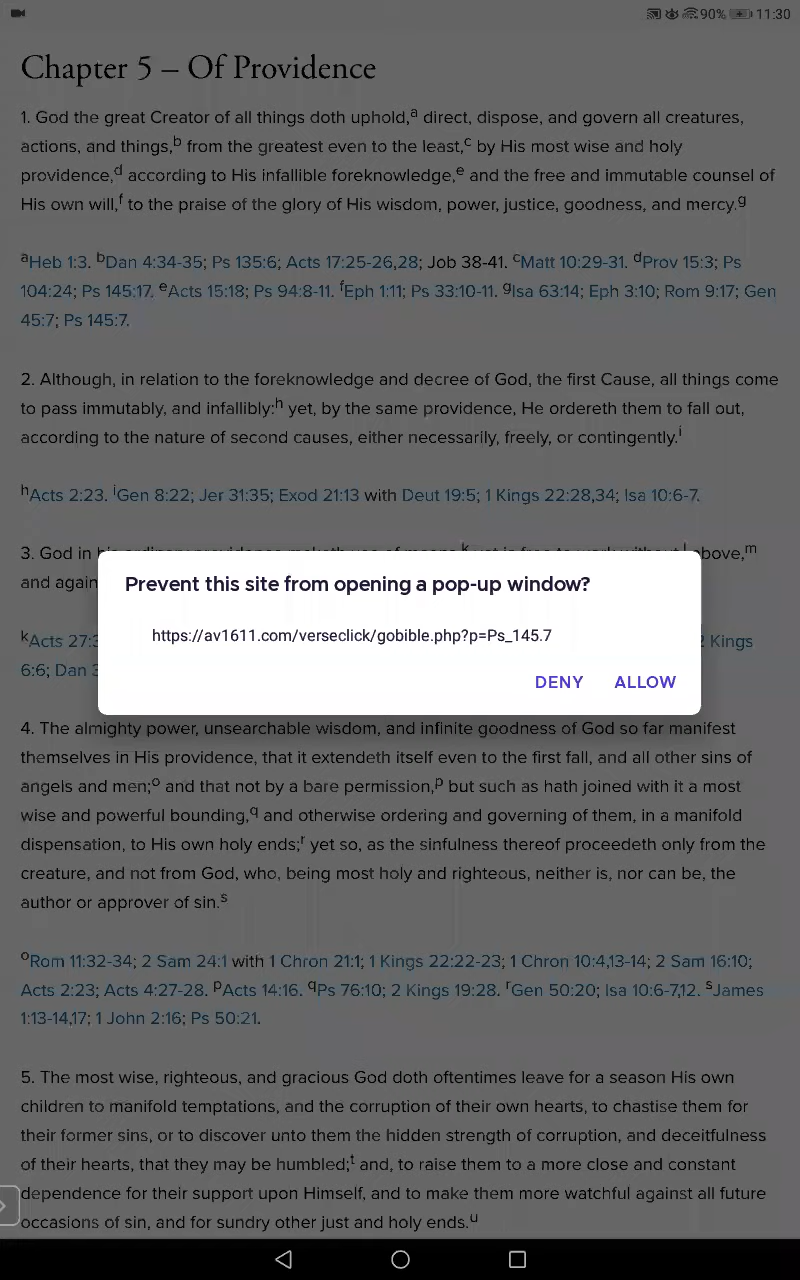 90% 11:30
Chapter 5 – Of Providence
1. God the great Creator of all things doth uphold,a direct, dispose, and govern all creatures,
actions, and things,b from the greatest even to the least,c by His most wise and holy
providence,d according to His infallible foreknowledge,e and the free and immutable counsel of
His own will,f to the praise of the glory of His wisdom, power, justice, goodness, and mercy.g
aHeb 1:3. bDan 4:34-35; Ps 135:6; Acts 17:25-26,28; Job 38-41. cMatt 10:29-31. dProv 15:3; Ps
104:24; Ps 145:17. eActs 15:18; Ps 94:8-11. fEph 1:11; Ps 33:10-11. gIsa 63:14; Eph 3:10; Rom 9:17; Gen
45:7; Ps 145:7.
2. Although, in relation to the foreknowledge and decree of God, the first Cause, all things come
to pass immutably, and infallibly:h yet, by the same providence, He ordereth them to fall out,
according to the nature of second causes, either necessarily, freely, or contingently.i
hActs 2:23. iGen 8:22; Jer 31:35; Exod 21:13 with Deut 19:5; 1 Kings 22:28,34; Isa 10:6-7.
3. God in above,m
and again
Prevent this site from opening a pop-up window?
https://av1611.com/verseclick/gobible.php?p=Ps_145.7
DENY ALLOW
kActs 27:3 Kings
6:6; Dan 3
4. The almighty power, unsearchable wisdom, and infinite goodness of God so far manifest
themselves in His providence, that it extendeth itself even to the first fall, and all other sins of
angels and men;o and that not by a bare permission,p but such as hath joined with it a most
wise and powerful bounding,q and otherwise ordering and governing of them, in a manifold
dispensation, to His own holy ends;r yet so, as the sinfulness thereof proceedeth only from the
creature, and not from God, who, being most holy and righteous, neither is, nor can be, the
author or approver of sin.s
oRom 11:32-34; 2 Sam 24:1 with 1 Chron 21:1; 1 Kings 22:22-23; 1 Chron 10:4,13-14; 2 Sam 16:10;
Acts 2:23; Acts 4:27-28. pActs 14:16. qPs 76:10; 2 Kings 19:28. rGen 50:20; Isa 10:6-7,12. sJames
1:13-14,17; 1 John 2:16; Ps 50:21.
5. The most wise, righteous, and gracious God doth oftentimes leave for a season His own
children to manifold temptations, and the corruption of their own hearts, to chastise them for
their former sins, or to discover unto them the hidden strength of corruption, and deceitfulness
of their hearts, that they may be humbled;t and, to raise them to a more close and constant
dependence for their support upon Himself, and to make them more watchful against all future
occasions of sin, and for sundry other just and holy ends.u